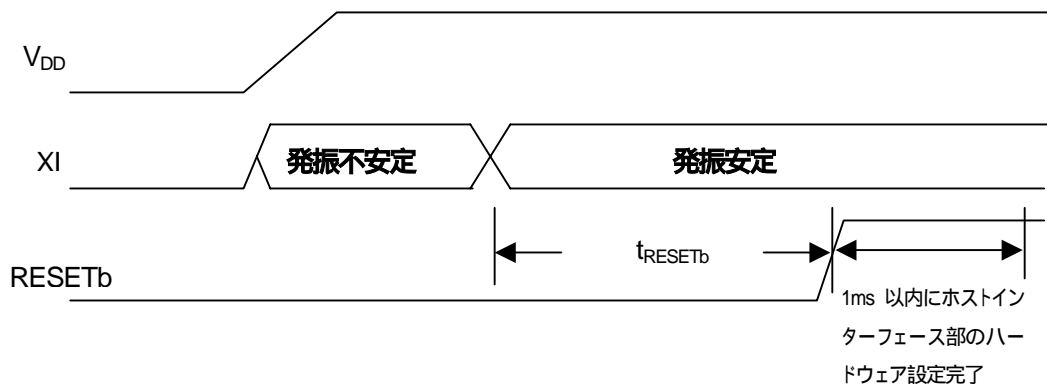 VDD
XI
発振不安定
発振安定
tRESETb
RESETb
1ms 以内にホストイン
ターフェース部のハー
ドウェア設定完了